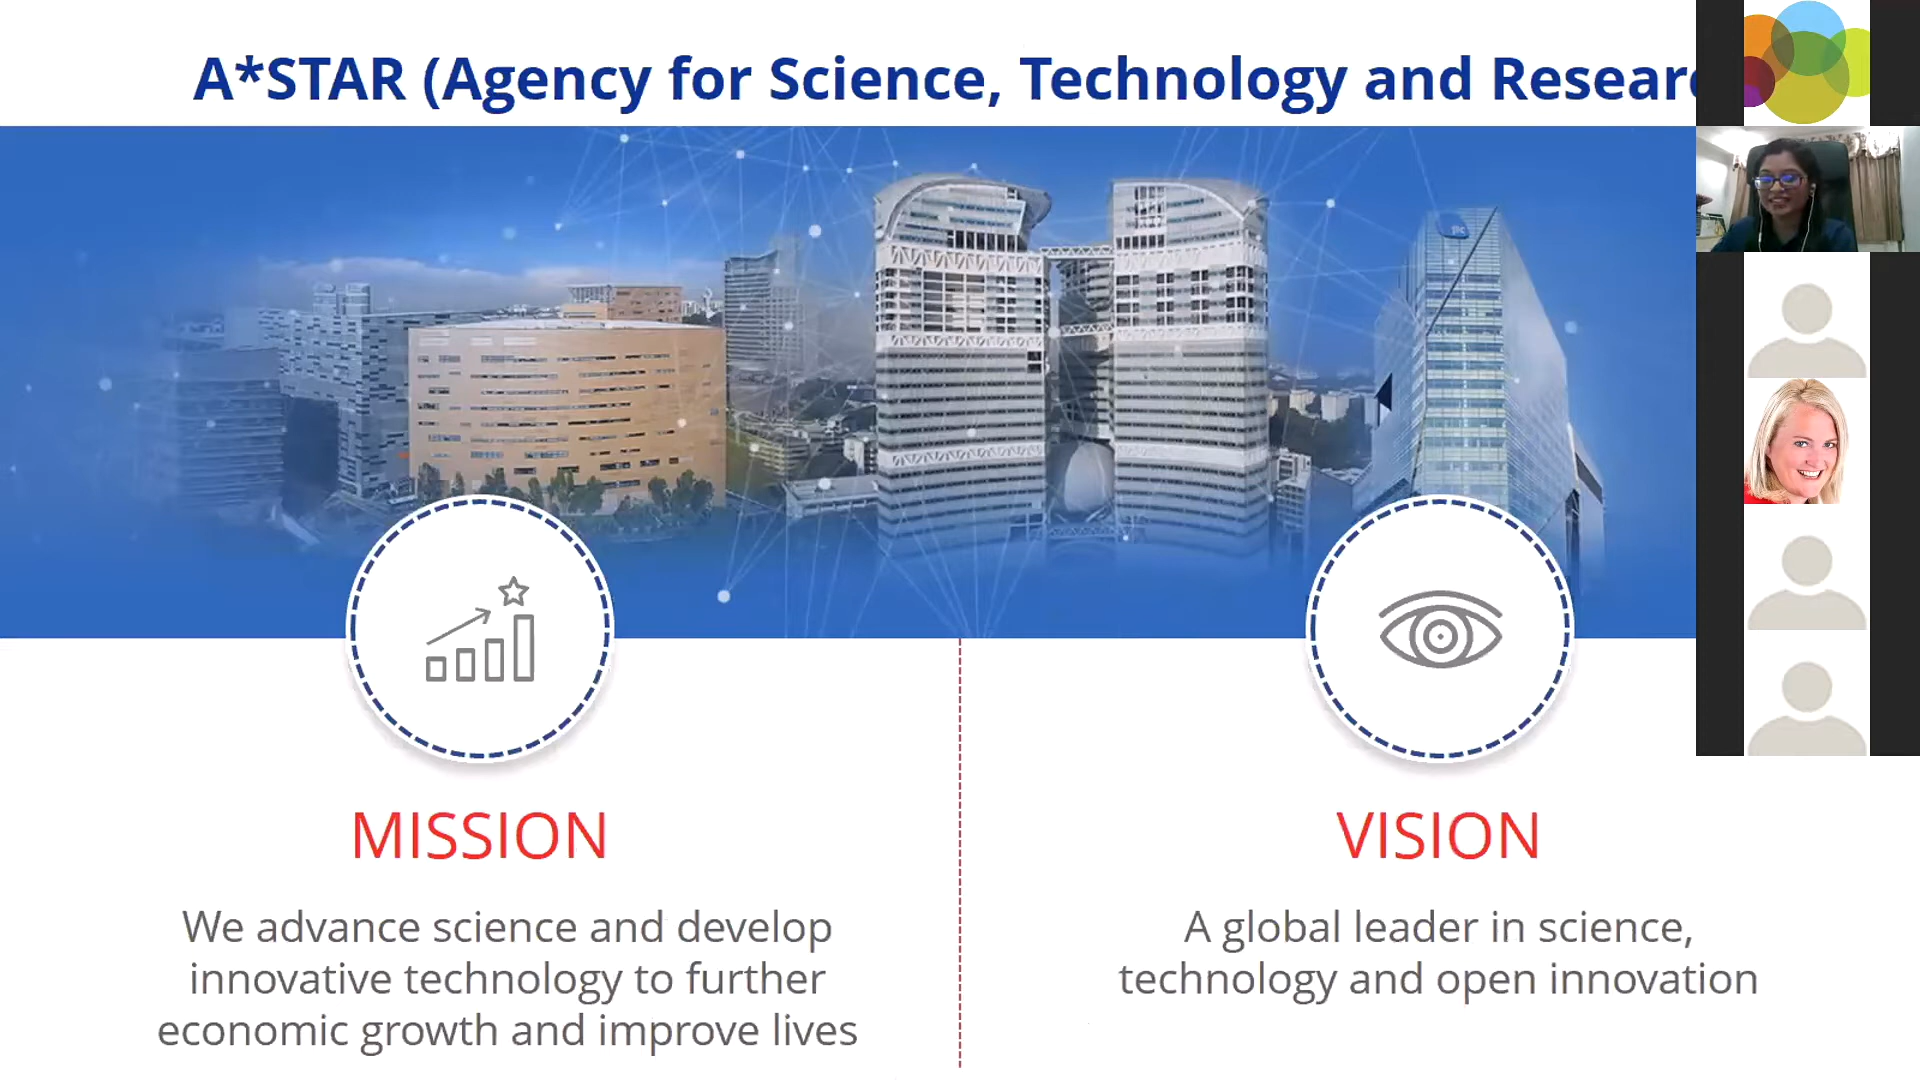 A*STAR (Agency for Science, Technology and Resear
MISSION
We advance science and develop
innovative technology to further
economic growth and improve lives
VISION
A global leader in science,
technology and open innovation